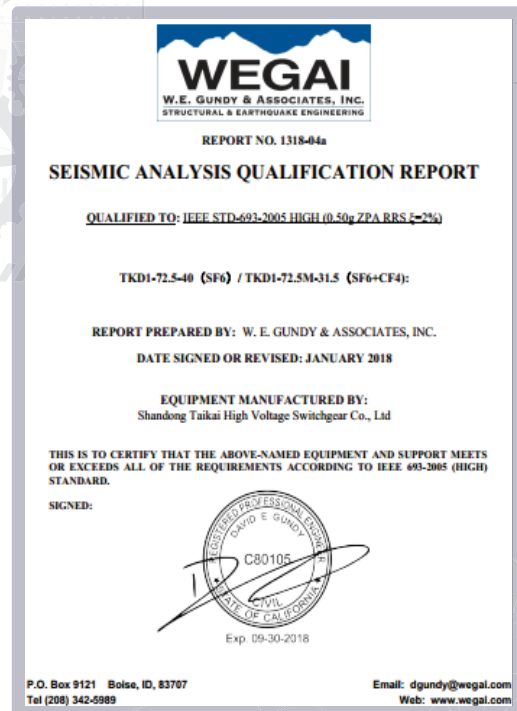 WEGAI
W.E. GUNDY & ASSOCIATES, INC.
STRUCTURAL & EARTHQUAKE ENGINEERING
REPORT NO. 1318-04a
SEISMIC ANALYSIS QUALIFICATION REPORT
QUALIFIED TO: IEEE STD-693-2005 HIGH (0.50g ZPA RRS ξ=2%)
TKD1-72.5-40 (SF6) / TKD1-72.5M-31.5 (SF6+CF4):
REPORT PREPARED BY: W. E. GUNDY & ASSOCIATES, INC.
DATE SIGNED OR REVISED: JANUARY 2018
EQUIPMENT MANUFACTURED BY:
Shandong Taikai High Voltage Switchgear Co., Ltd
THIS IS TO CERTIFY THAT THE ABOVE-NAMED EQUIPMENT AND SUPPORT MEETS
OR EXCEEDS ALL OF THE REQUIREMENTS ACCORDING TO IEEE 693-2005 (HIGH)
STANDARD.
SIGNED:
REGISTERED PROFESSIONAL ENGINEER
DAVID E GUNDY
C80105
CIVIL
STATE OF CALIFORNIA
Exp. 09-30-2018
P.O. Box 9121 Boise, ID, 83707
Email: dgundy@wegai.com
Tel (208) 342-5989
Web: www.wegai.com